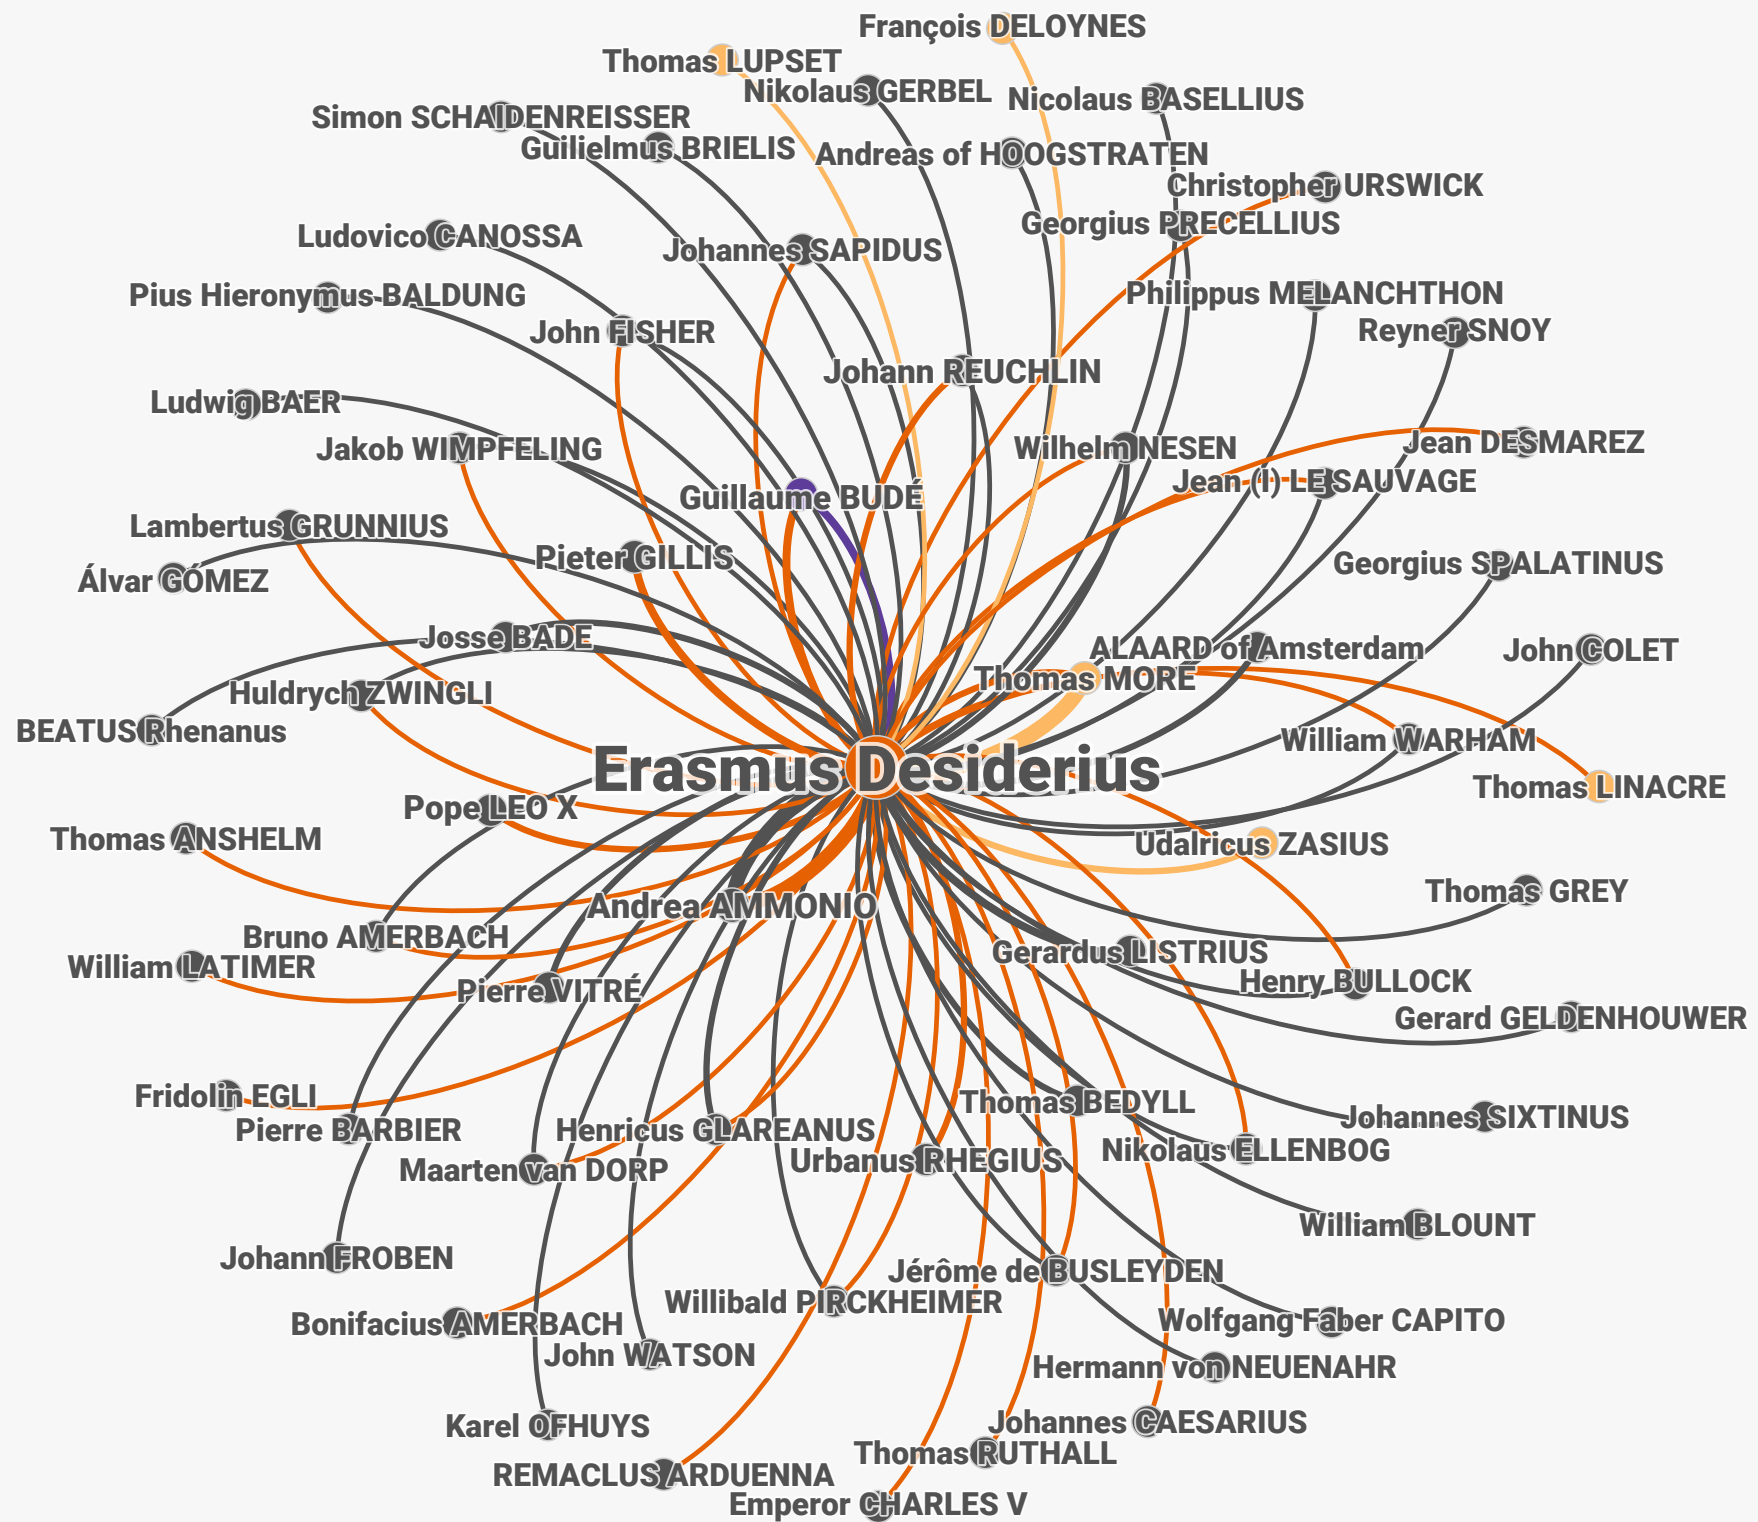 François DELOYNES
Thomas LUPSET
Nikolaus GERBEL
Nicolaus BASELLIUS
Simon SCHAIDENREISSER
Guilielmus BRIELIS
Andreas of HOOGSTRATEN
Christopher URSWICK
Georgius PRECELLIUS
Ludovico CANOSSA
Johannes SAPIDUS
Pius Hieronymus BALDUNG
Philippus MELANCHTHON
John FISHER
Reyner SNOY
Johann REUCHLIN
Ludwig BAER
Jakob WIMPFELING
Wilhelm NESEN
Jean DESMAREZ
Jean (I) LE SAUVAGE
Guillaume BUDÉ
Lambertus GRUNNIUS
Pieter GILLIS
Georgius SPALATINUS
Álvar GÓMEZ
Josse BADE
ALAARD of Amsterdam
John COLET
Thomas MORE
Huldrych ZWINGLI
BEATUS Rhenanus
William WARHAM
Erasmus Desiderius
Thomas LINACRE
Pope LEO X
Thomas ANSHELM
Udalricus ZASIUS
Thomas GREY
Andrea AMMONIO
Bruno AMERBACH
Gerardus LISTRIUS
William LATIMER
Pierre VITRÉ
Henry BULLOCK
Gerard GELDENHOUWER
Fridolin EGLI
Thomas BEDYLL
Johannes SIXTINUS
Pierre BARBIER
Henricus GLAREANUS
Nikolaus ELLENBOG
Maarten van DORP
Urbanus RHEGIUS
William BLOUNT
Johann FROBEN
Jérôme de BUSLEYDEN
Willibald PIRCKHEIMER
Wolfgang Faber CAPITO
Bonifacius AMERBACH
John WATSON
Hermann von NEUENAHR
Karel OFHUYS
Johannes CAESARIUS
Thomas RUTHALL
REMACLUS ARDUENNA
Emperor CHARLES V